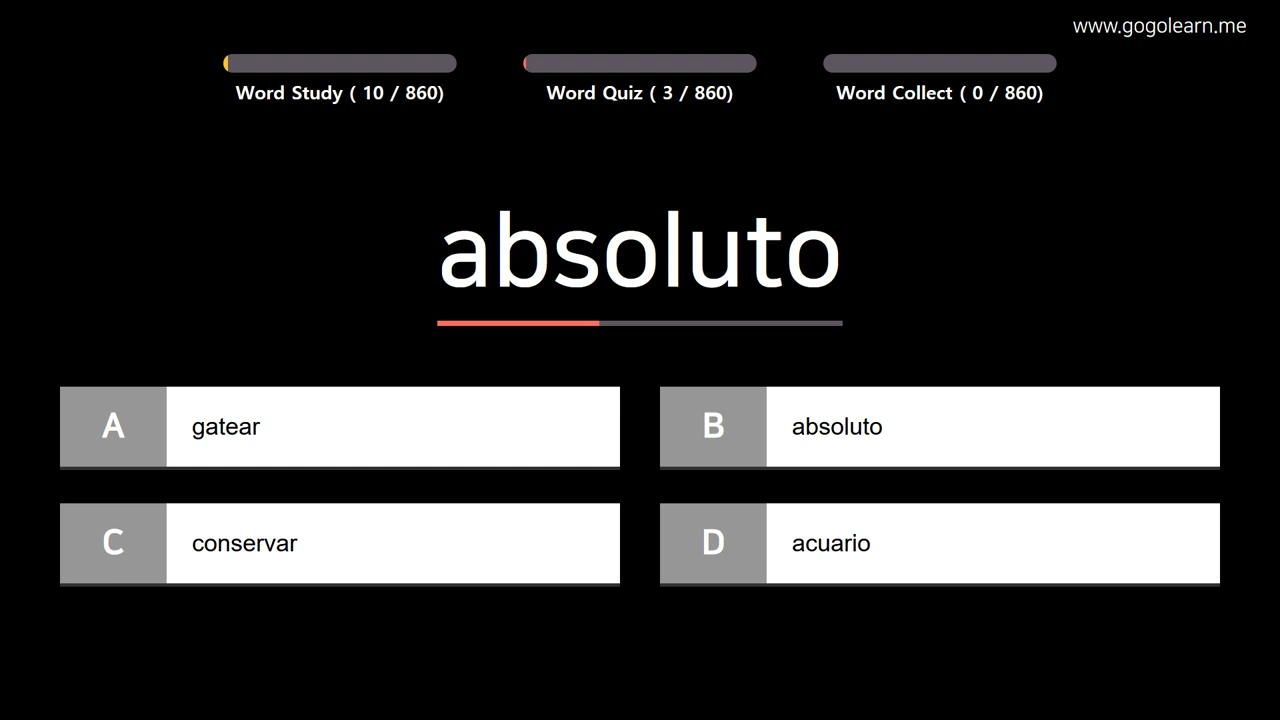 www.gogolearn.me
Word Study ( 10 / 860)
Word Quiz ( 3 / 860)
Word Collect ( 0 / 860)
absoluto
A gatear
B absoluto
C conservar
D acuario